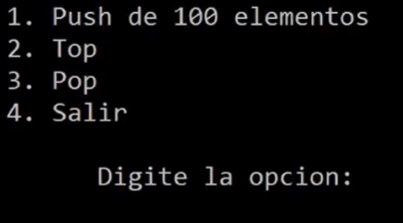 1. Push de 100 elementos
2. Top
3. Pop
4. Salir
Digite la opcion: